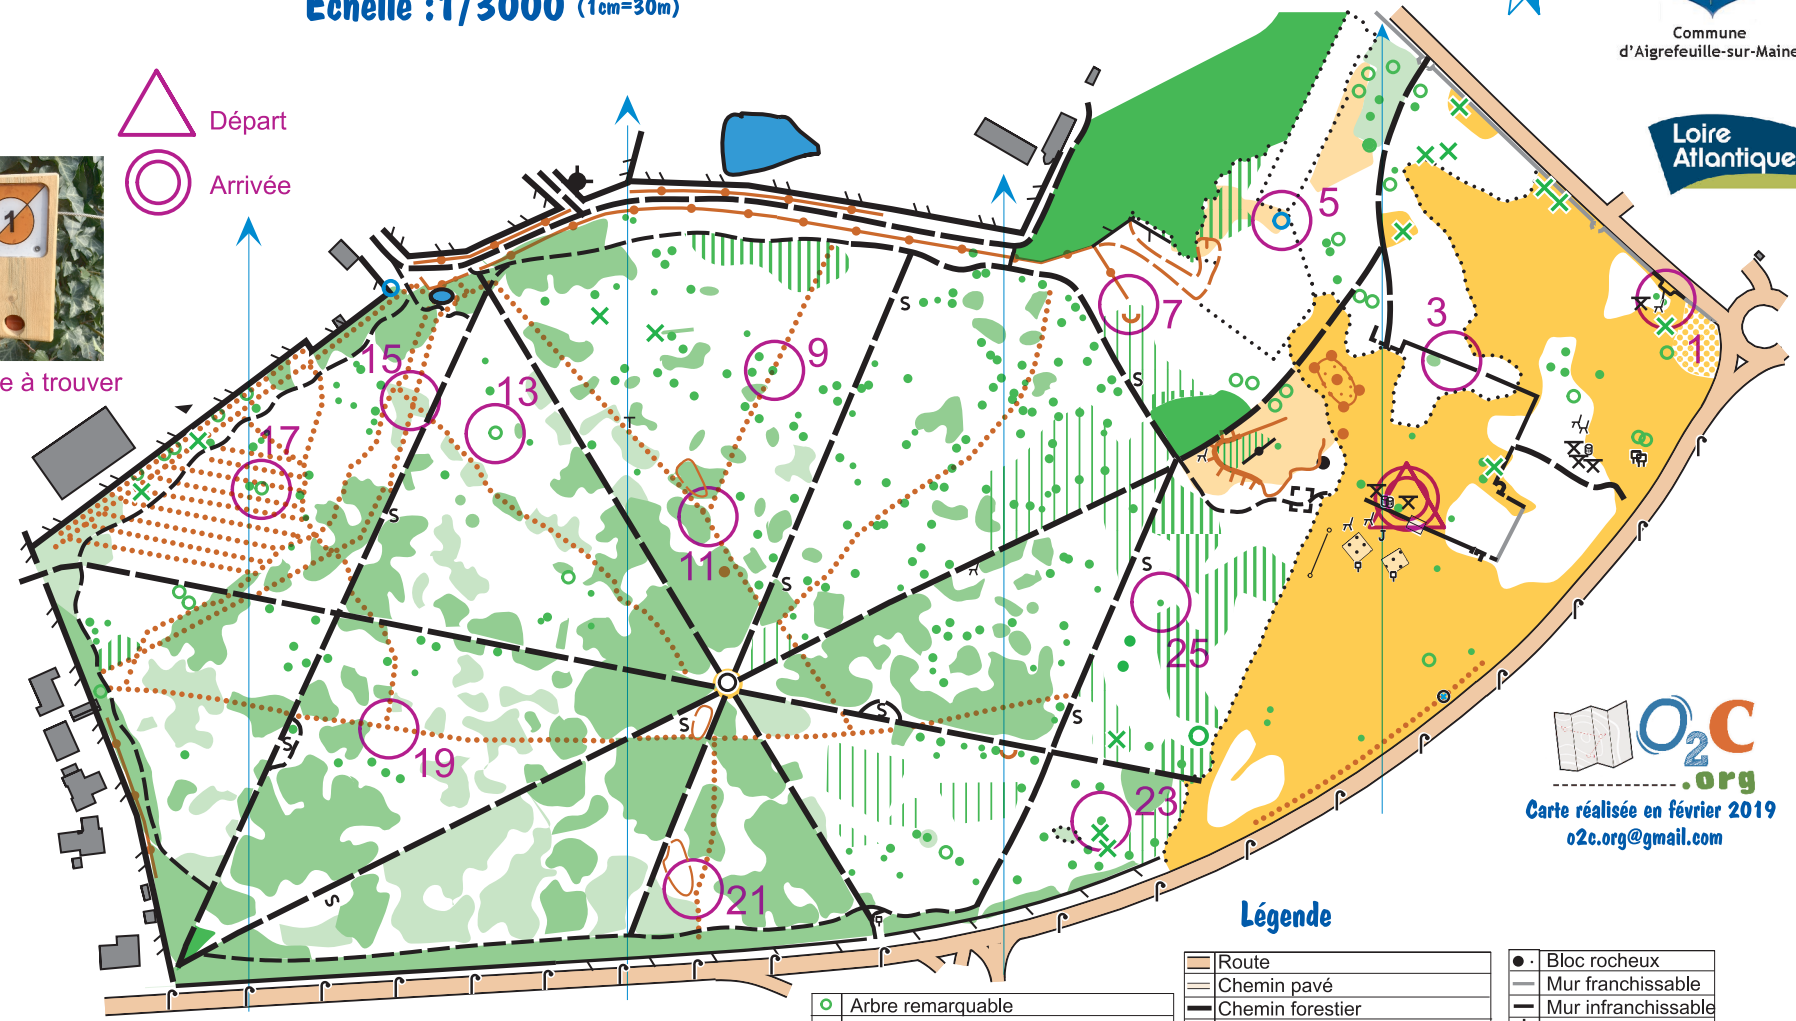 Echelle :1/3000 (1cm=30m)
Commune
d'Aigrefeuille-sur-Maine
Départ
Arrivée
Loire
Atlantique
1
e à trouver
5
7
3
1
9
15
13
17
11
25
19
23
21
O2C
.org
Carte réalisée en février 2019
o2c.org@gmail.com
Légende
Route
Chemin pavé
Chemin forestier
Bloc rocheux
Mur franchissable
Mur infranchissable
Arbre remarquable